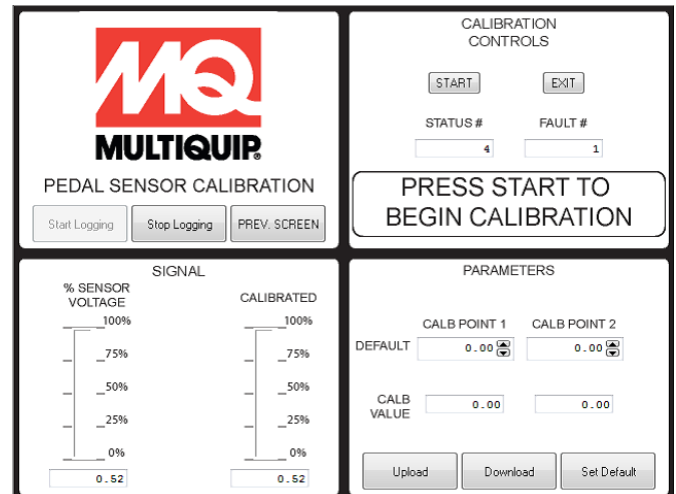 MQ
MULTIQUIP®
PEDAL SENSOR CALIBRATION
Start Logging Stop Logging PREV. SCREEN
CALIBRATION
CONTROLS
START EXIT
STATUS # FAULT #
4 1
PRESS START TO
BEGIN CALIBRATION
SIGNAL
% SENSOR
VOLTAGE
CALIBRATED
100% 100%
75% 75%
50% 50%
25% 25%
0% 0%
0.52 0.52
PARAMETERS
CALB POINT 1 CALB POINT 2
DEFAULT 0.00 0.00
CALB
VALUE
0.00 0.00
Upload Download Set Default